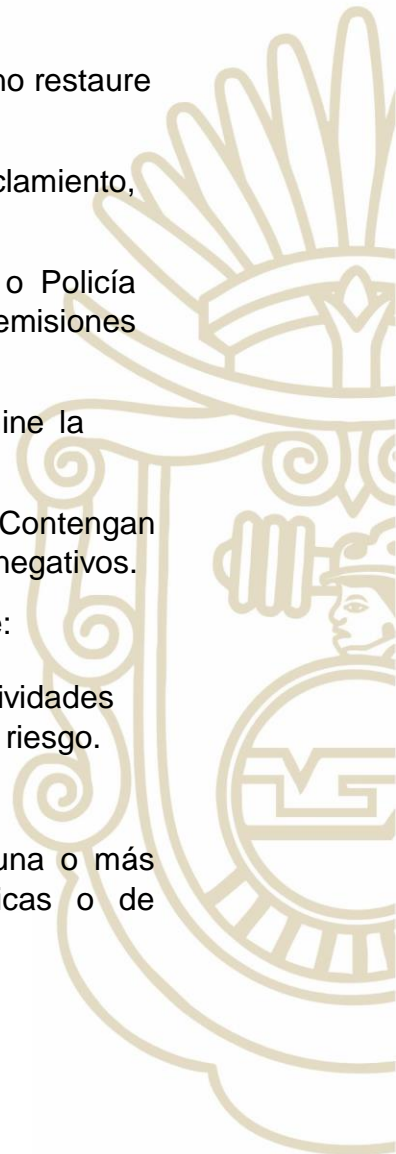 no restaure
clamiento,
o Policía
emisiones
ine la
Contengan
negativos.
:
ividades
riesgo.
una o más
icas o de